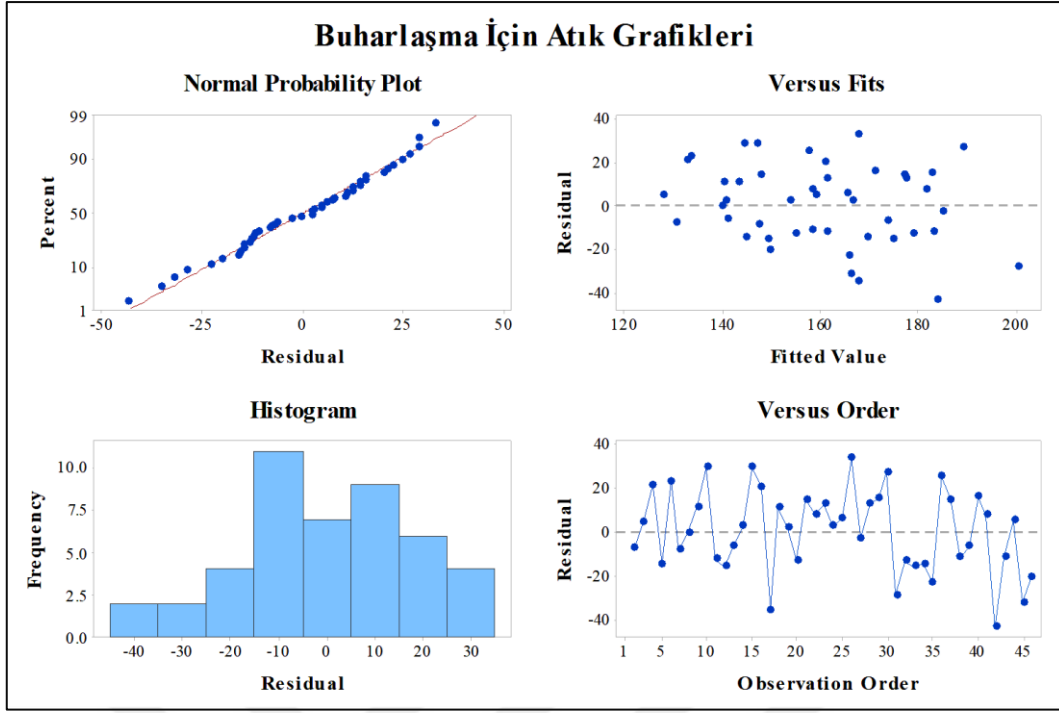 Buharlaşma İçin Atık Grafikleri
Normal Probability Plot
99
90
50
10
1
Percent
-50 -25 0 25 50
Residual
Versus Fits
40
20
0
-20
-40
Residual
120 140 160 180 200
Fitted Value
Histogram
10.0
7.5
5.0
2.5
0.0
Frequency
-40 -30 -20 -10 0 10 20 30
Residual
Versus Order
40
20
0
-20
-40
Residual
1 5 10 15 20 25 30 35 40 45
Observation Order